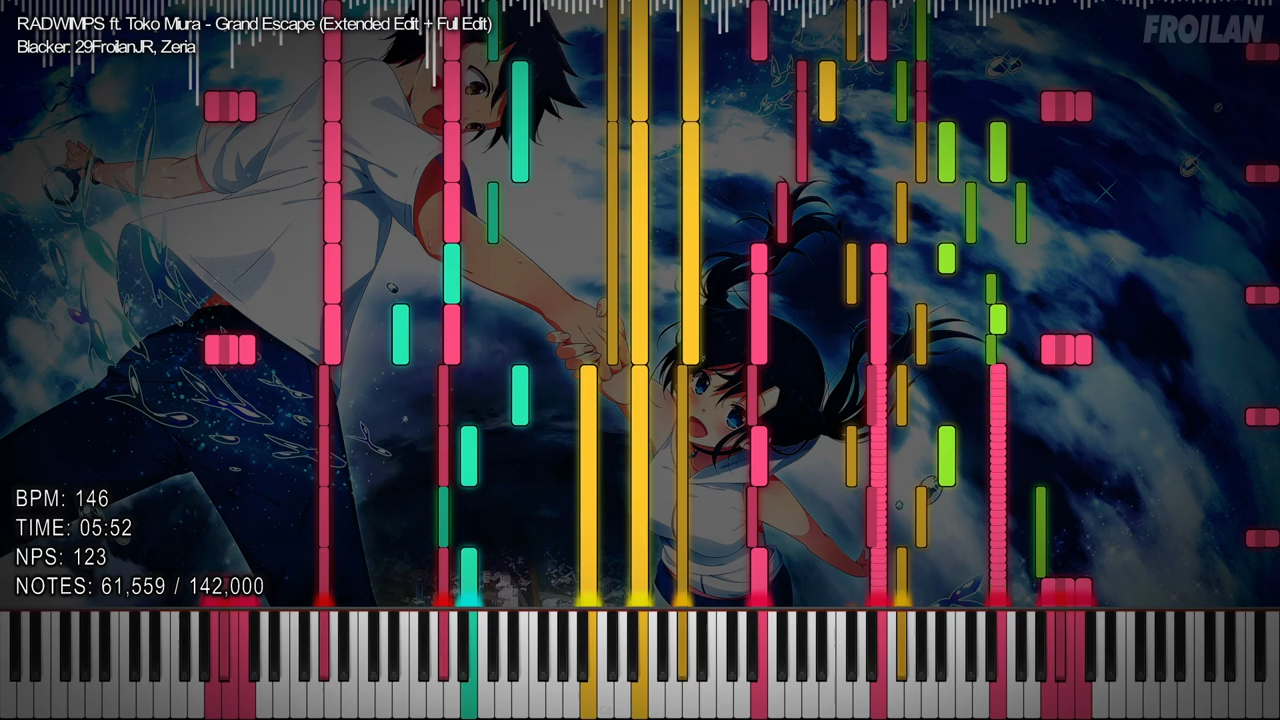 RADWIMPS ft. Toko Miura - Grand Escape (Extended Edit + Full Edit)
Blacker: 29FroilanJR, Zeria
FROILAN
BPM: 146
TIME: 05:52
NPS: 123
NOTES: 61,559 / 142,000